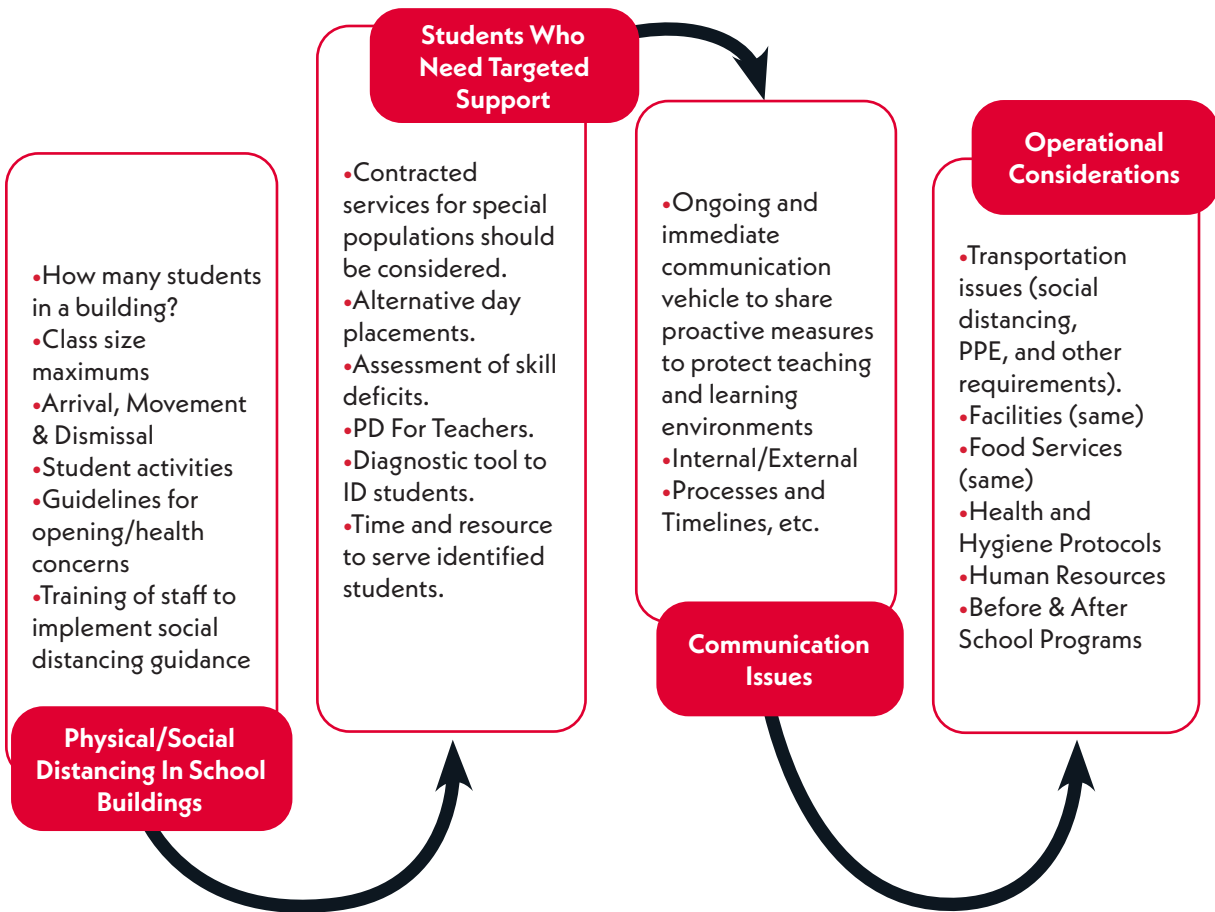 •How many students
in a building?
•Class size
maximums
•Arrival, Movement
& Dismissal
•Student activities
•Guidelines for
opening/health
concerns
•Training of staff to
implement social
distancing guidance
Physical/Social
Distancing In School
Buildings
Students Who
Need Targeted
Support
•Contracted
services for special
populations should
be considered.
•Alternative day
placements.
•Assessment of skill
deficits.
•PD For Teachers.
•Diagnostic tool to
ID students.
•Time and resource
to serve identified
students.
•Ongoing and
immediate
communication
vehicle to share
proactive measures
to protect teaching
and learning
environments
•Internal/External
•Processes and
Timelines, etc.
Communication
Issues
Operational
Considerations
•Transportation
issues (social
distancing,
PPE, and other
requirements).
•Facilities (same)
•Food Services
(same)
•Health and
Hygiene Protocols
•Human Resources
•Before & After
School Programs